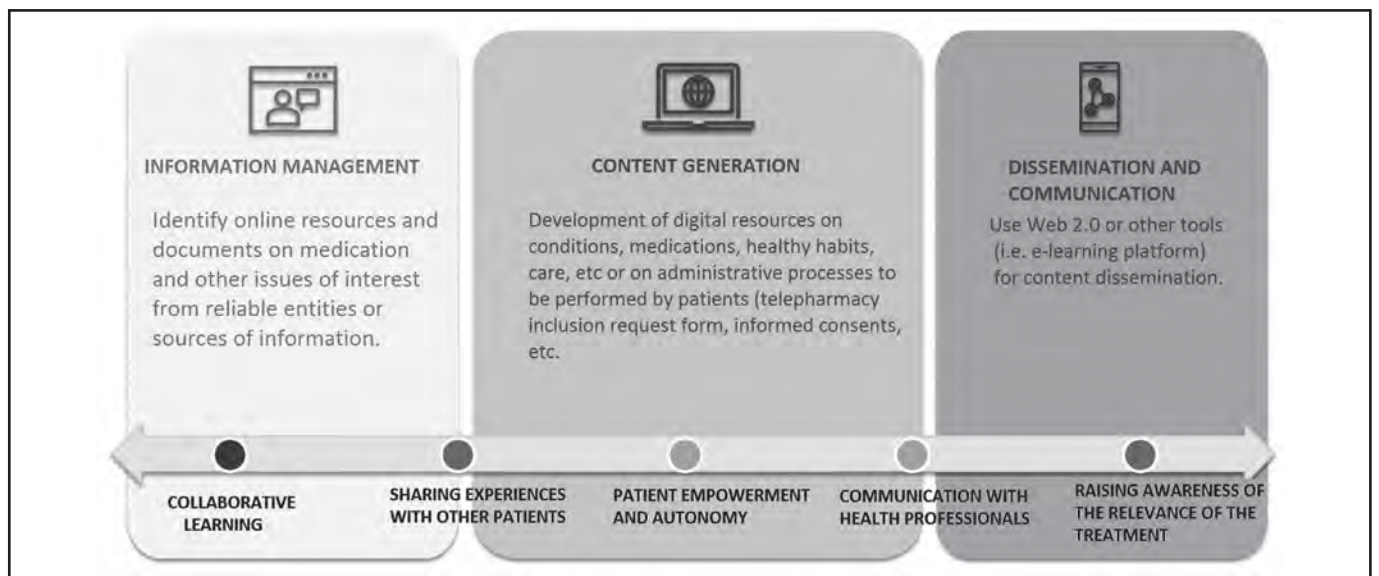 INFORMATION MANAGEMENT
Identify online resources and
documents on medication
and other issues of interest
from reliable entities or
sources of information.
CONTENT GENERATION
Development of digital resources on
conditions, medications, healthy habits,
care, etc or on administrative processes to
be performed by patients (telepharmacy
inclusion request form, informed consents,
etc.
DISSEMINATION AND
COMMUNICATION
Use Web 2.0 or other tools
(i.e. e-learning platform)
for content dissemination.
COLLABORATIVE
LEARNING
SHARING EXPERIENCES
WITH OTHER PATIENTS
PATIENT EMPOWERMENT
AND AUTONOMY
COMMUNICATION WITH
HEALTH PROFESSIONALS
RAISING AWARENESS OF
THE RELEVANCE OF THE
TREATMENT